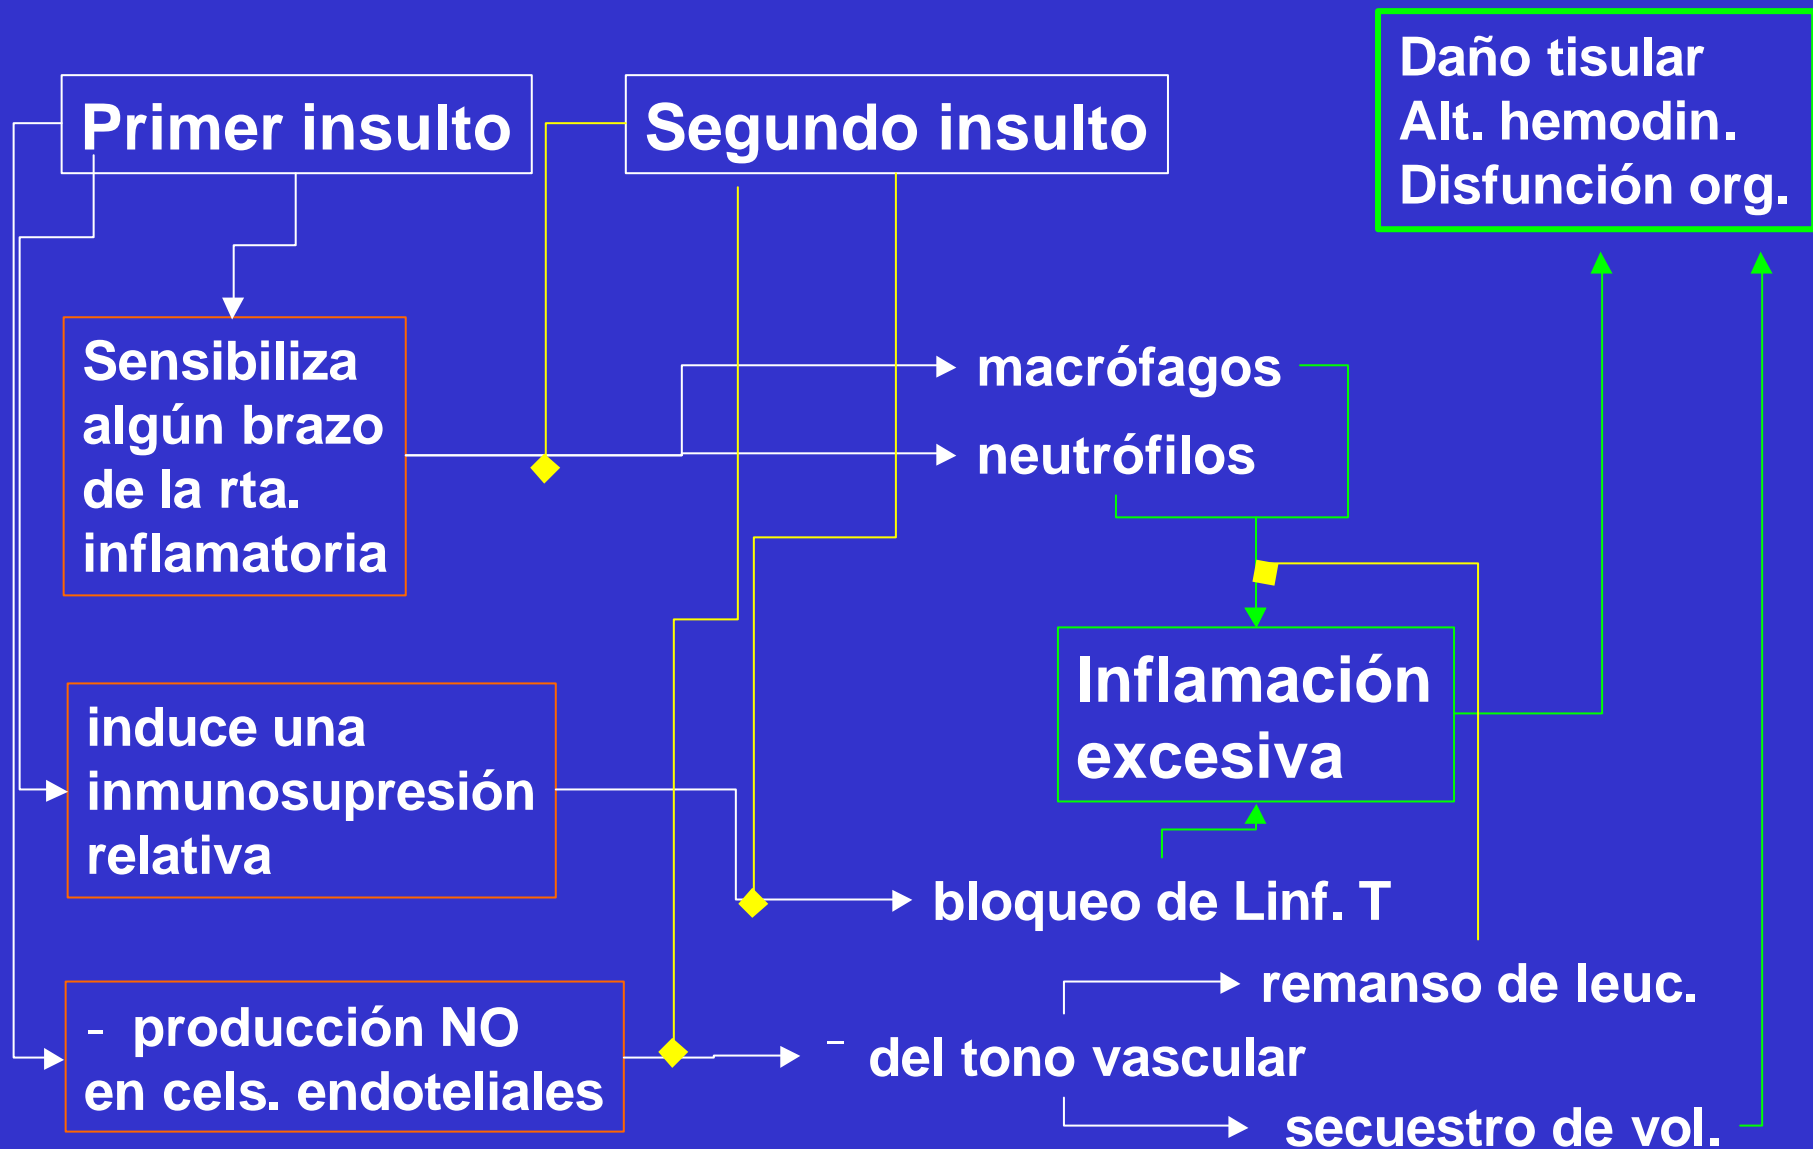 Primer insulto
Segundo insulto
Daño tisular
Alt. hemodin.
Disfunción org.
Sensibiliza
algún brazo
de la rta.
inflamatoria
macrófagos
neutrófilos
induce una
inmunosupresión
relativa
Inflamación
excesiva
bloqueo de Linf. T
remanso de leuc.
- producción NO
en cels. endoteliales
¯ del tono vascular
secuestro de vol.